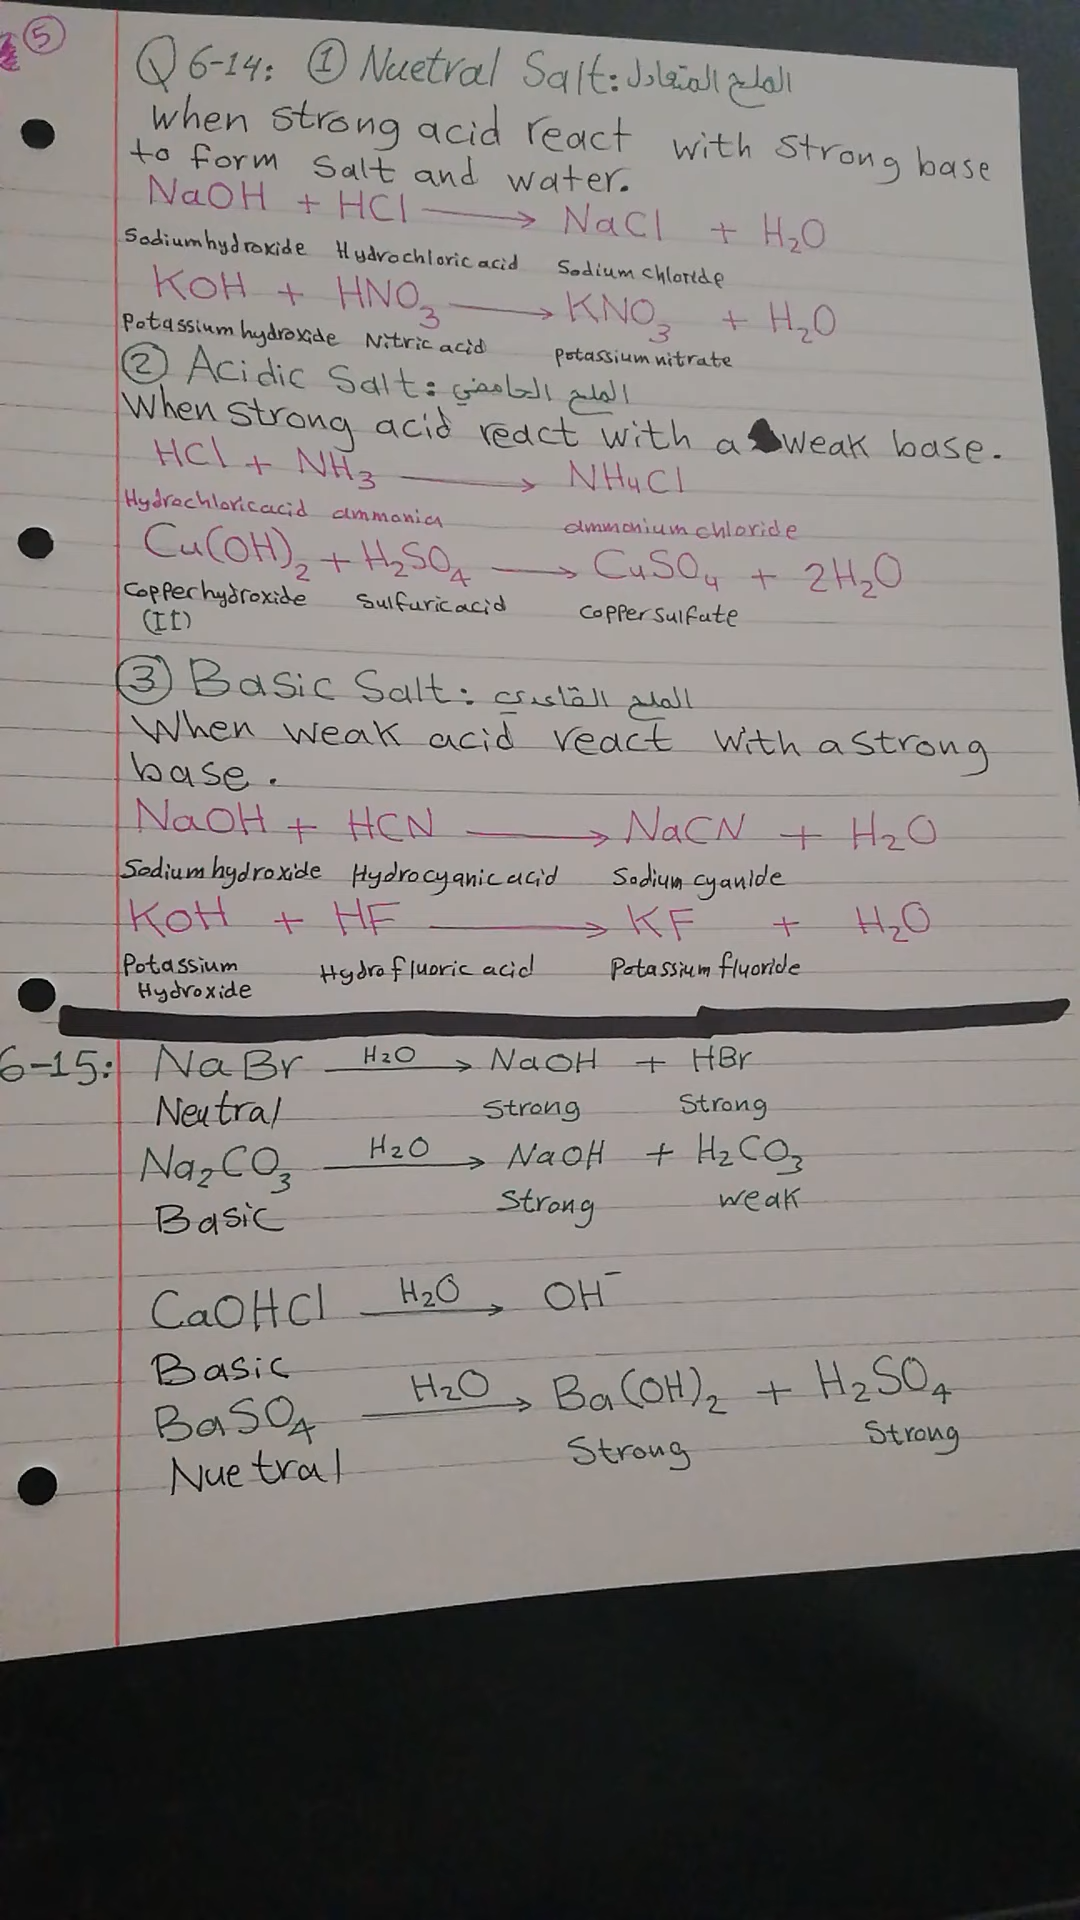 5
Q 6-14: ① Nuetral Salt: الملح المتعادل
when strong acid react with strong base
to form salt and water.
NaOH + HCl → NaCl + H₂O
Sodium hydroxide Hydrochloric acid Sodium chloride
KOH + HNO₃ → KNO₃ + H₂O
Potassium hydroxide Nitric acid potassium nitrate
② Acidic Salt: الملح الحامضي
When strong acid react with a weak base.
HCl + NH₃ → NH₄Cl
Hydrochloric acid ammonia ammonium chloride
Cu(OH)₂ + H₂SO₄ → CuSO₄ + 2H₂O
Copper hydroxide Sulfuric acid Copper sulfate
(II)
③ Basic Salt: الملح القاعدي
When weak acid react with a strong
base.
NaOH + HCN → NaCN + H₂O
Sodium hydroxide Hydrocyanic acid Sodium cyanide
KOH + HF → KF + H₂O
Potassium Hydrofluoric acid Potassium fluoride
Hydroxide
6-15: NaBr H₂O → NaOH + HBr
Neutral Strong Strong
Na₂CO₃ H₂O → NaOH + H₂CO₃
Basic Strong weak
CaOHCl H₂O → OH⁻
Basic
BaSO₄ H₂O → Ba(OH)₂ + H₂SO₄
Nuetral Strong Strong